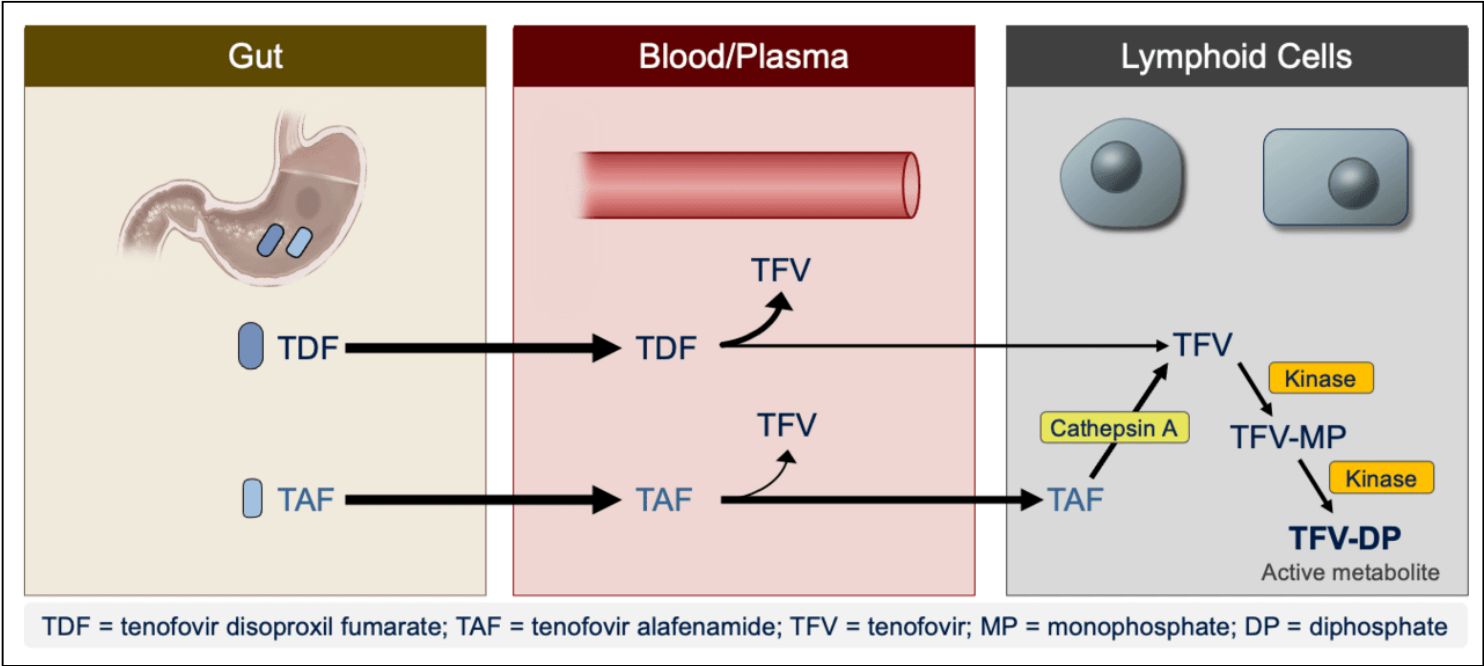 Gut
Blood/Plasma
Lymphoid Cells
TFV
TDF
TDF
TFV
Kinase
TFV
Cathepsin A
TFV-MP
Kinase
TAF
TAF
TAF
TFV-DP
Active metabolite
TDF = tenofovir disoproxil fumarate; TAF = tenofovir alafenamide; TFV = tenofovir; MP = monophosphate; DP = diphosphate